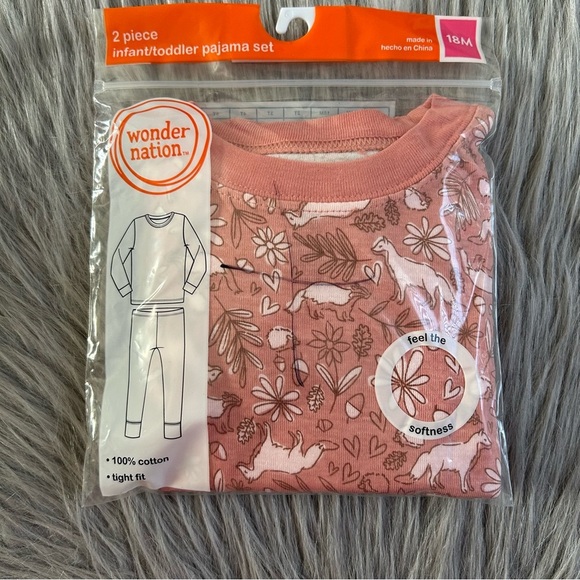 2 piece
infant/toddler pajama set
made in
hecho en China
18M
wonder
nation™
feel the
softness
• 100% cotton
• tight fit